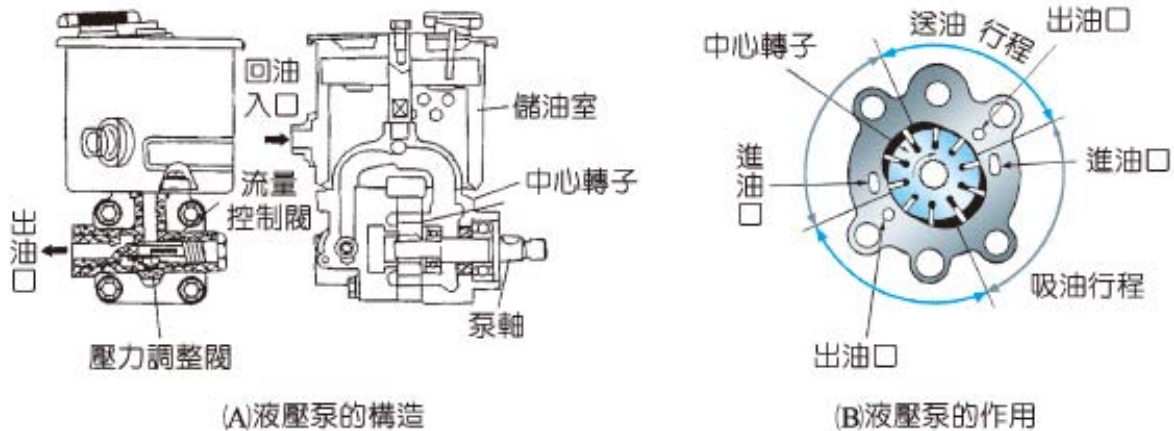 回油
入口
儲油室
中心轉子
流量
控制閥
出油口
壓力調整閥
泵軸
(A)液壓泵的構造
送油 行程
出油口
中心轉子
進油口
進油口
吸油行程
出油口
(B)液壓泵的作用